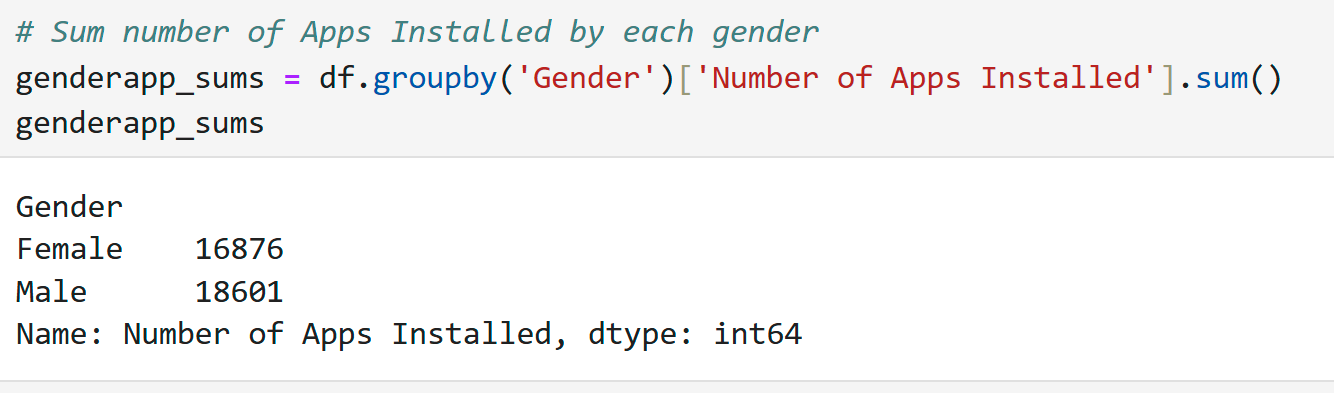 # Sum number of Apps Installed by each gender
genderapp_sums = df.groupby('Gender')['Number of Apps Installed'].sum()
genderapp_sums
Gender
Female    16876
Male      18601
Name: Number of Apps Installed, dtype: int64